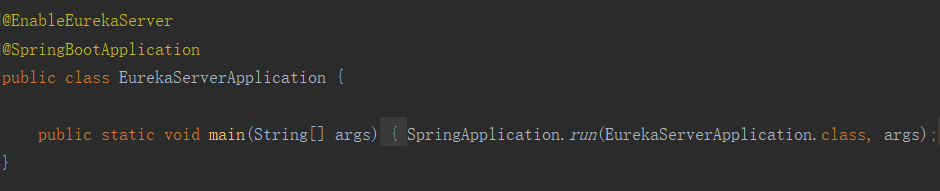 @EnableEurekaServer
@SpringBootApplication
public class EurekaServerApplication {
public static void main(String[] args) { SpringApplication.run(EurekaServerApplication.class, args);
}